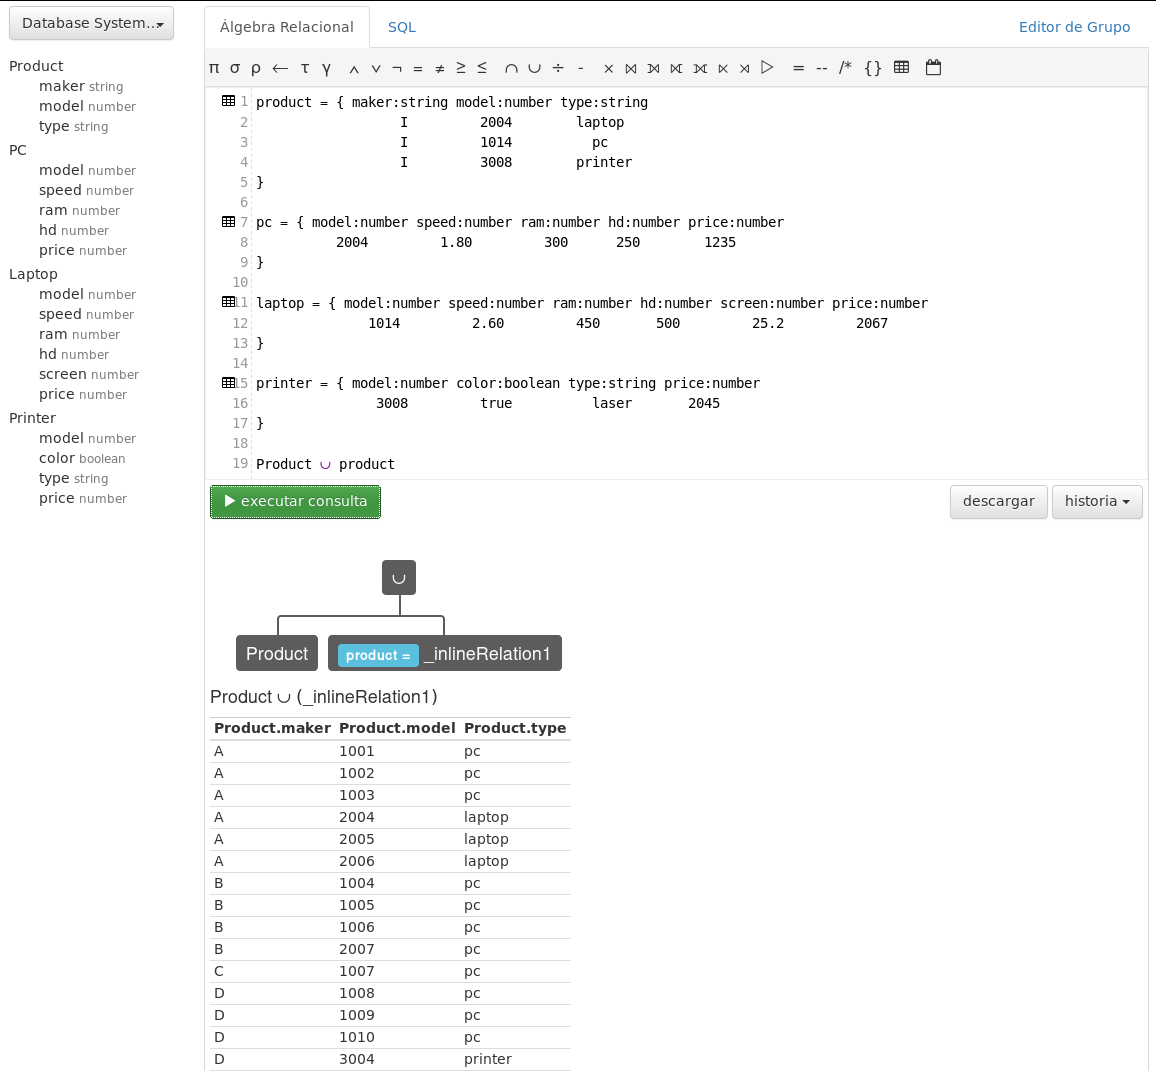 Database System...
Product
maker string
model number
type string
PC
model number
speed number
ram number
hd number
price number
Laptop
model number
speed number
ram number
hd number
screen number
price number
Printer
model number
color boolean
type string
price number
Álgebra Relacional SQL Editor de Grupo
π σ ρ ← τ γ ∧ ∨ ¬ = ≠ ≥ ≤ ∩ ∪ ÷ - × ⋈ ⟕ ⟖ ⟗ ⋉ ⋊ ▷ = -- /* {}
1 product = { maker:string model:number type:string
2 I 2004 laptop
3 I 1014 pc
4 I 3008 printer
5 }
6
7 pc = { model:number speed:number ram:number hd:number price:number
8 2004 1.80 300 250 1235
9 }
10
11 laptop = { model:number speed:number ram:number hd:number screen:number price:number
12 1014 2.60 450 500 25.2 2067
13 }
14
15 printer = { model:number color:boolean type:string price:number
16 3008 true laser 2045
17 }
18
19 Product ∪ product
executar consulta descargar historia
∪
Product product = _inlineRelation1
Product ∪ (_inlineRelation1)
Product.maker Product.model Product.type
A 1001 pc
A 1002 pc
A 1003 pc
A 2004 laptop
A 2005 laptop
A 2006 laptop
B 1004 pc
B 1005 pc
B 1006 pc
B 2007 pc
C 1007 pc
D 1008 pc
D 1009 pc
D 1010 pc
D 3004 printer